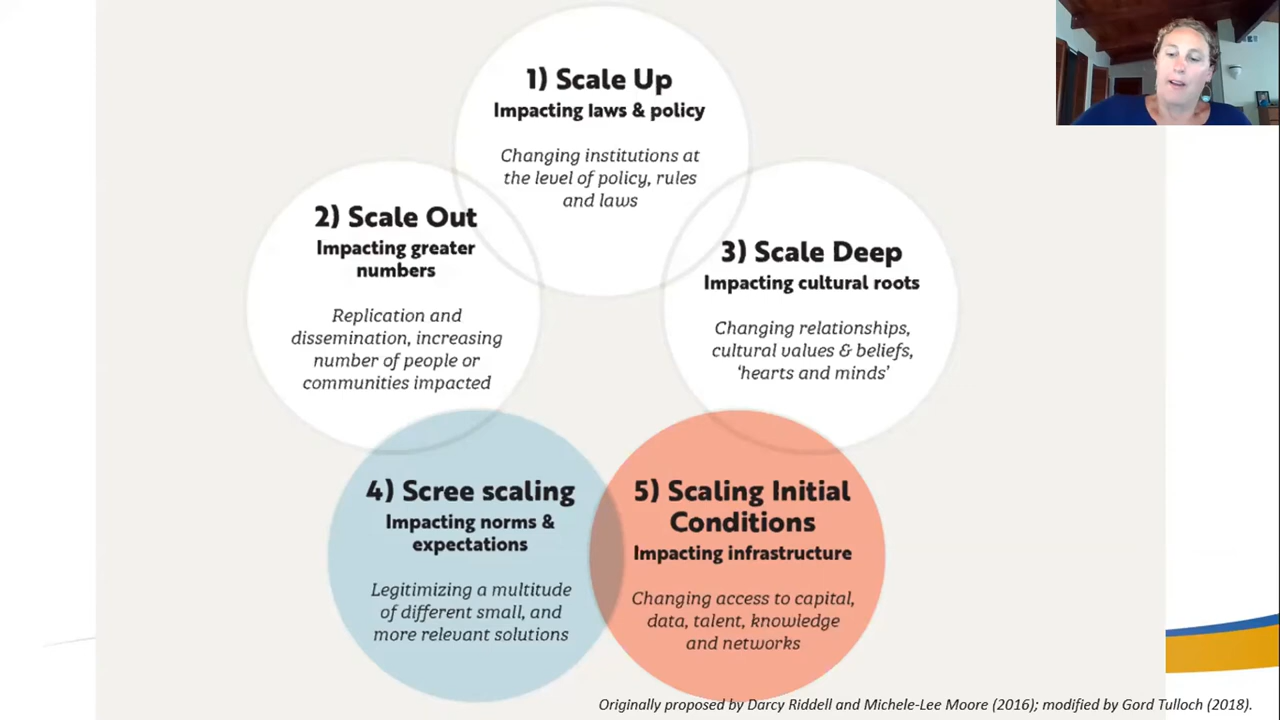 1) Scale Up
Impacting laws & policy
Changing institutions at
the level of policy, rules
and laws
2) Scale Out
Impacting greater
numbers
Replication and
dissemination, increasing
number of people or
communities impacted
3) Scale Deep
Impacting cultural roots
Changing relationships,
cultural values & beliefs,
‘hearts and minds’
4) Scree scaling
Impacting norms &
expectations
Legitimizing a multitude
of different small, and
more relevant solutions
5) Scaling Initial
Conditions
Impacting infrastructure
Changing access to capital,
data, talent, knowledge
and networks
Originally proposed by Darcy Riddell and Michele-Lee Moore (2016); modified by Gord Tulloch (2018).